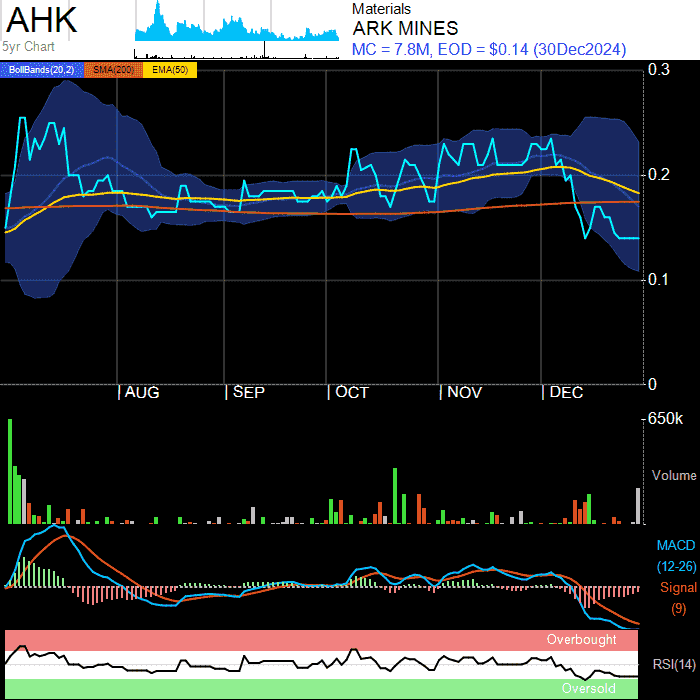 AHK
5yr Chart
Materials
ARK MINES
MC = 7.8M, EOD = $0.14 (30Dec2024)
BollBands(20,2) SMA(200) EMA(50)
0.3
0.2
0.1
0
AUG SEP OCT NOV DEC
650k
Volume
MACD
(12-26)
Signal
(9)
Overbought
RSI(14)
Oversold